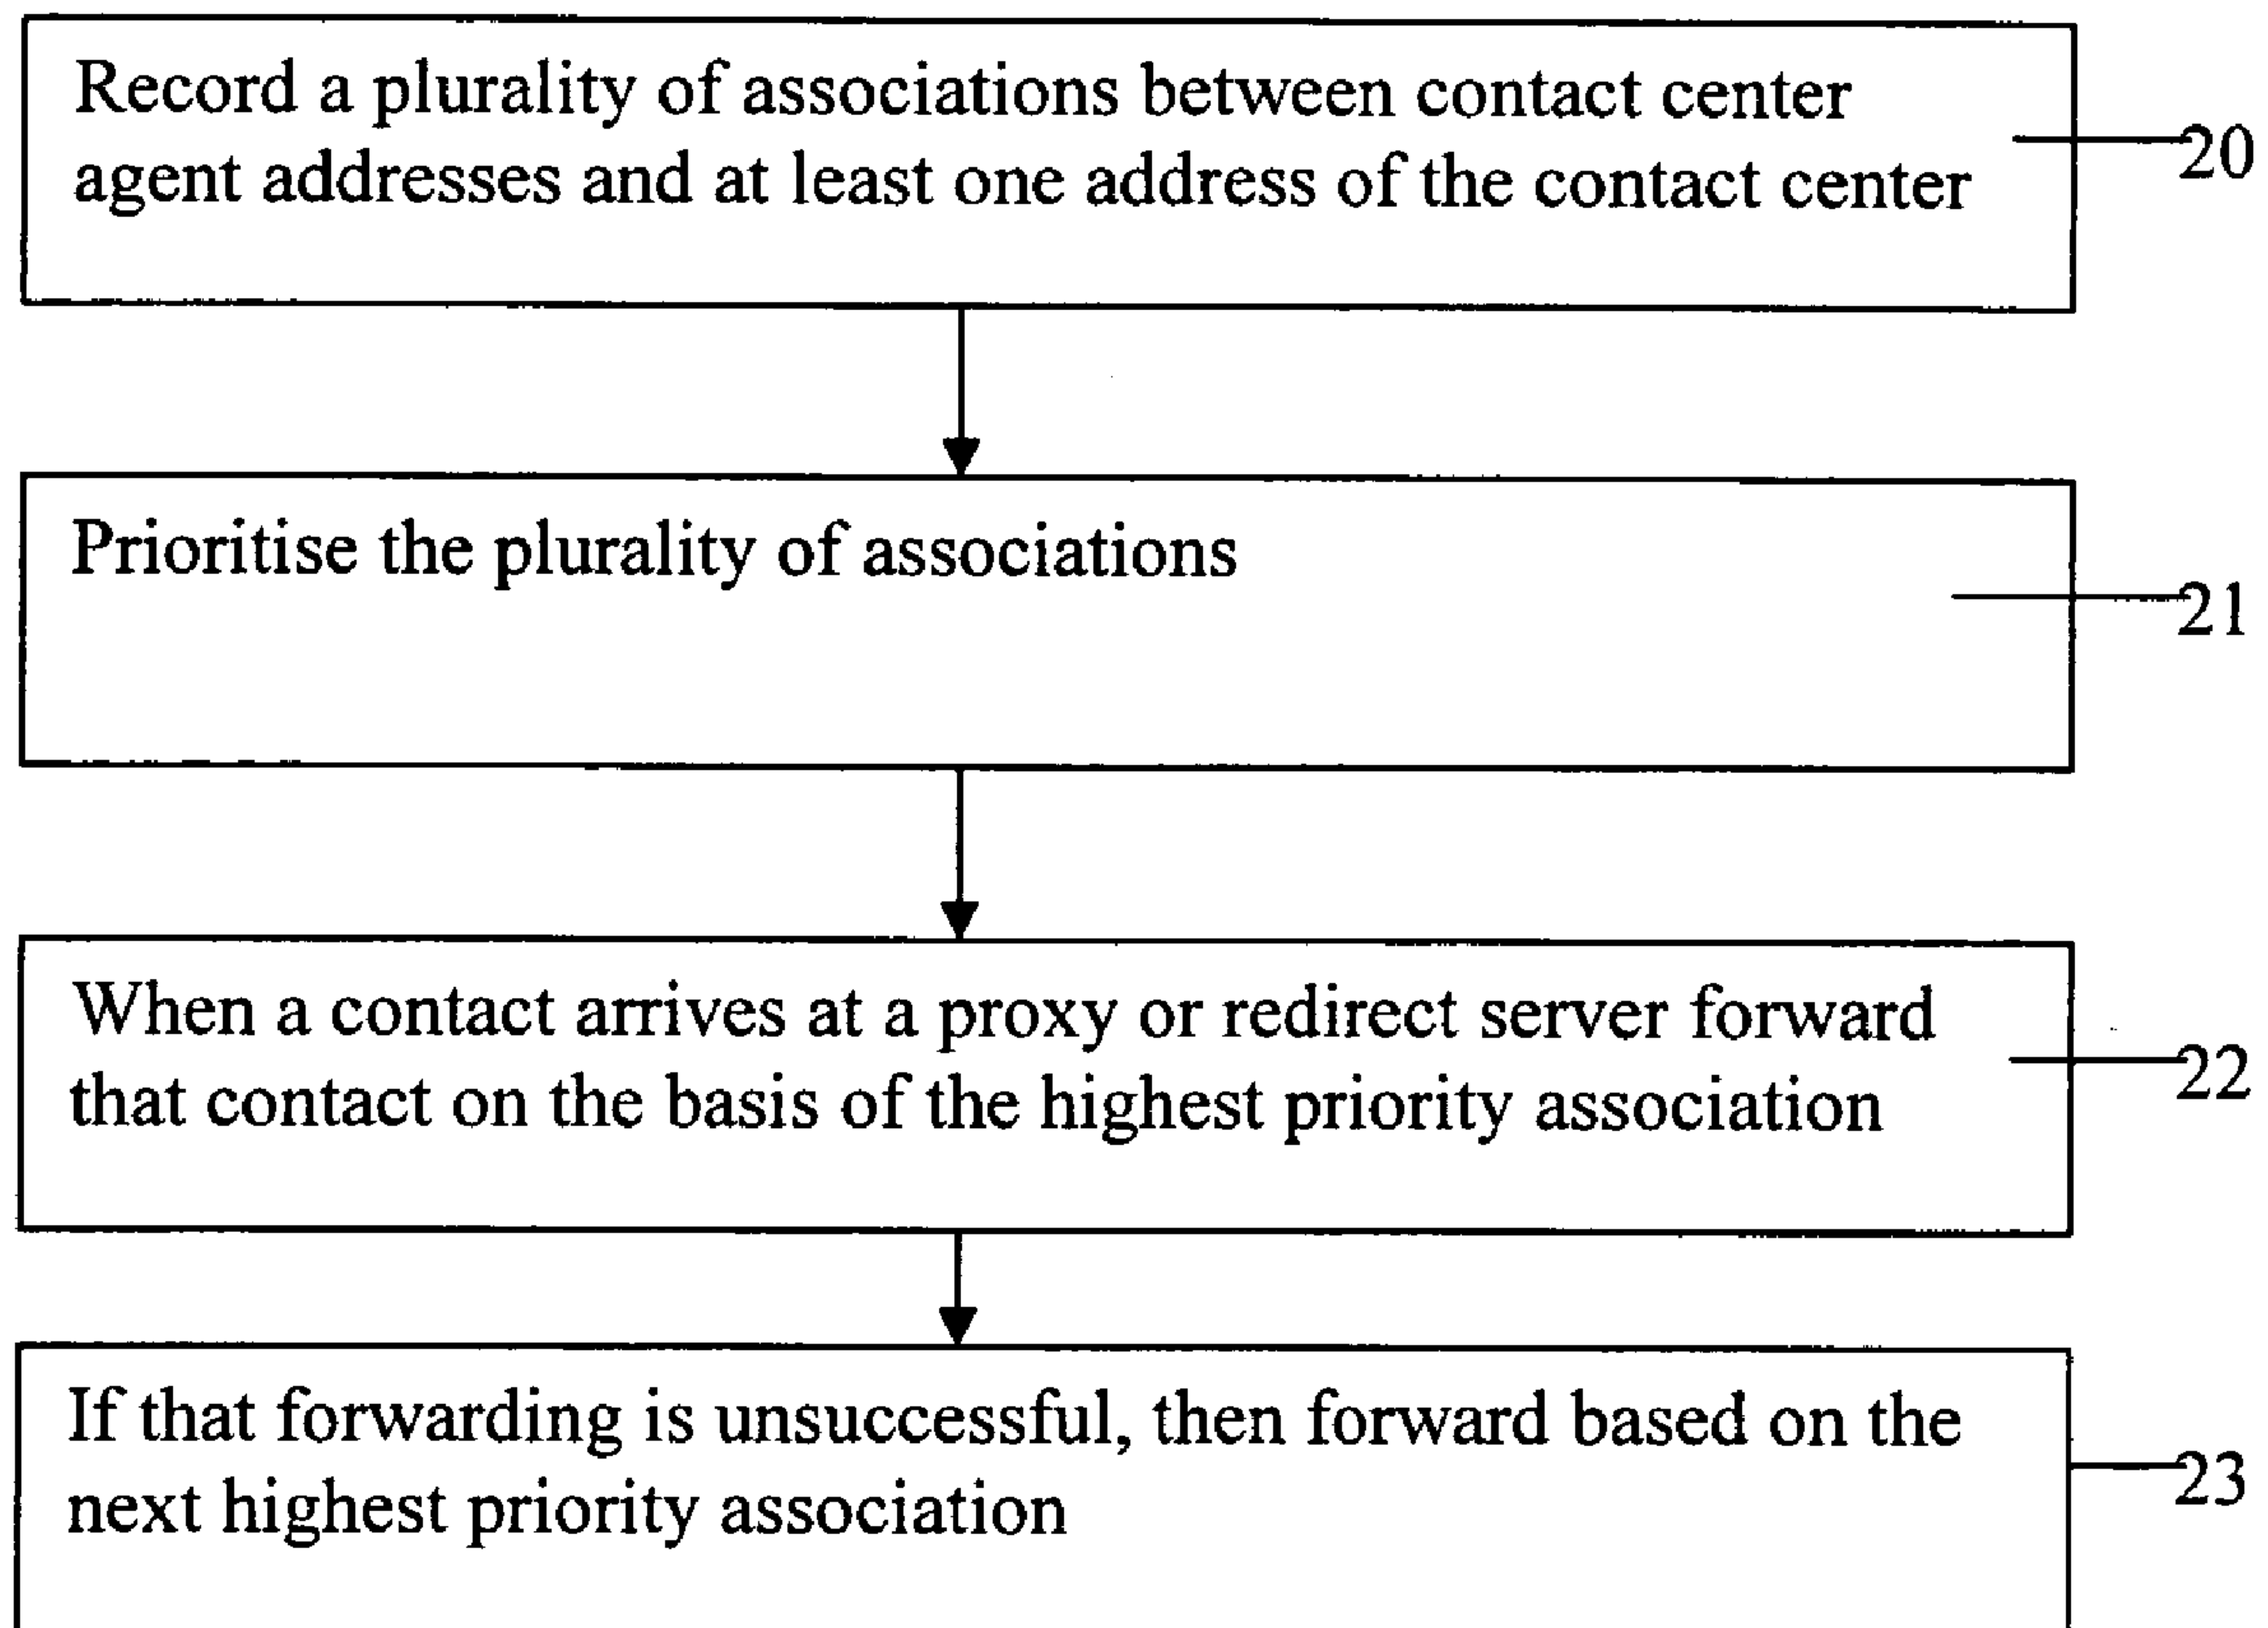 Record a plurality of associations between contact center
agent addresses and at least one address of the contact center
20
Prioritise the plurality of associations
21
When a contact arrives at a proxy or redirect server forward
that contact on the basis of the highest priority association
22
If that forwarding is unsuccessful, then forward based on the
next highest priority association
23